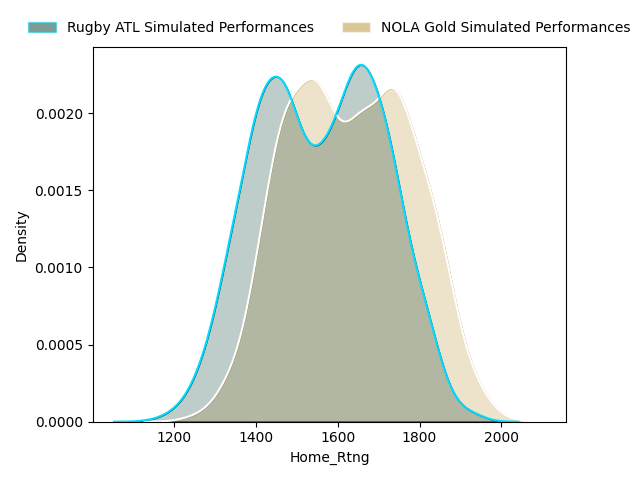 Rugby ATL Simulated Performances
NOLA Gold Simulated Performances
0.0020
0.0015
0.0010
0.0005
0.0000
Density
1200 1400 1600 1800 2000
Home_Rtng